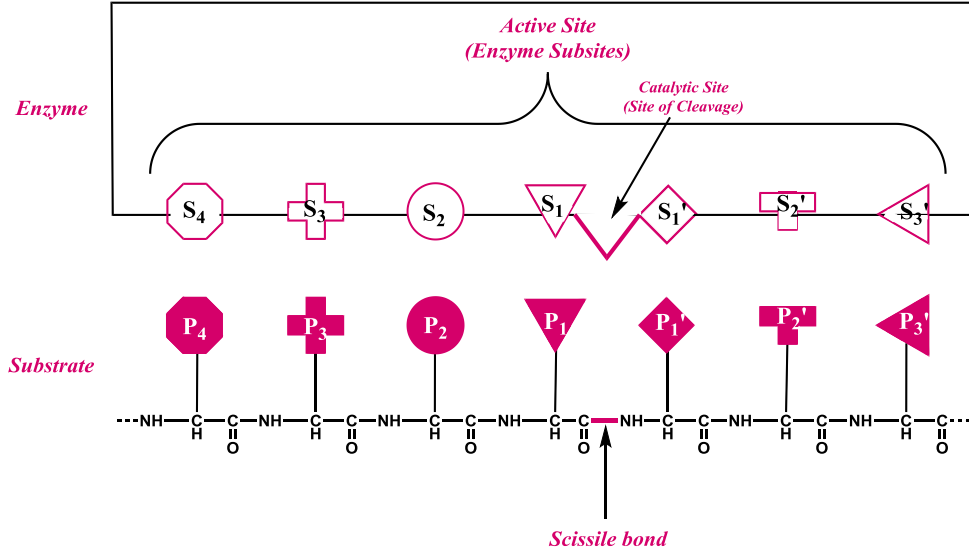 Active Site
(Enzyme Subsites)
Catalytic Site
(Site of Cleavage)
Enzyme
S4 S3 S2 S1 S1' S2' S3'
P4 P3 P2 P1 P1' P2' P3'
Substrate
NH C C NH C C NH C C NH C C NH C C NH C C NH C C
H H H H H H H
O O O O O O O
Scissile bond